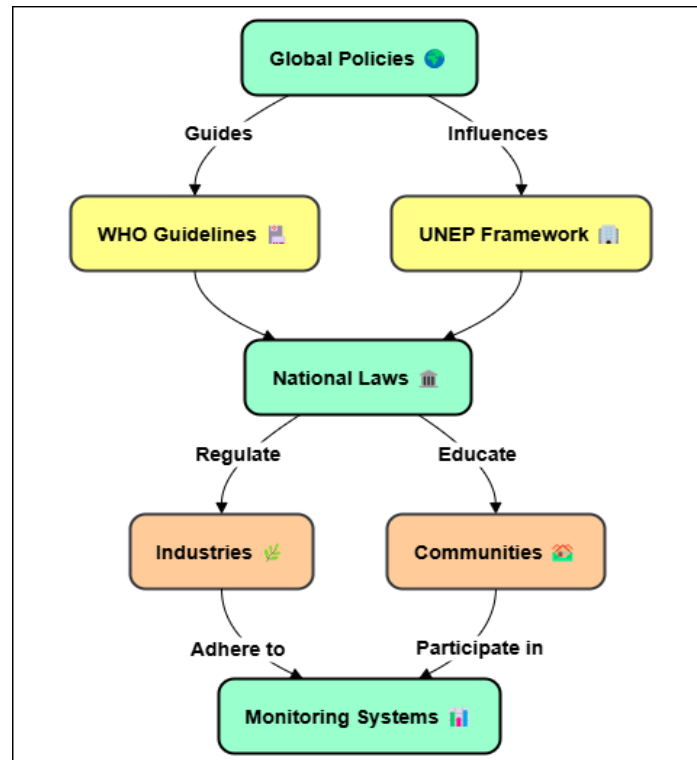 Global Policies 🌍
Guides
Influences
WHO Guidelines 🏥
UNEP Framework 🏢
National Laws 🏛️
Regulate
Educate
Industries 🌿
Communities 🏘️
Adhere to
Participate in
Monitoring Systems 📊